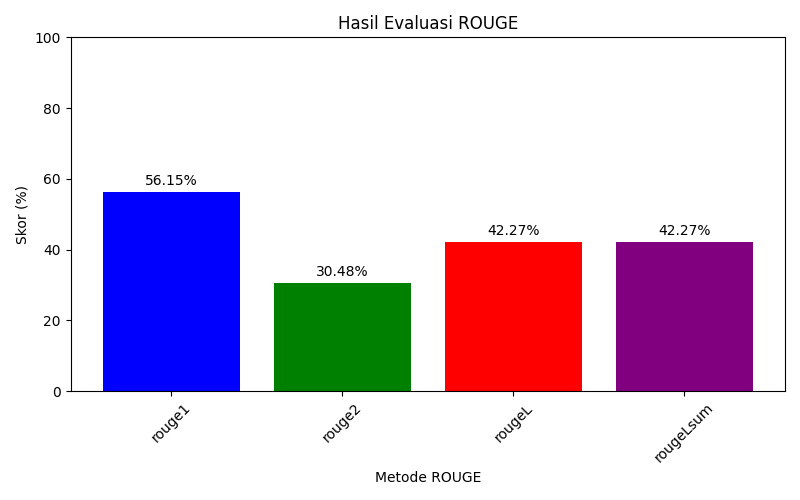 Hasil Evaluasi ROUGE
Skor (%)
100
80
60
40
20
0
56.15%
30.48%
42.27%
42.27%
rouge1
rouge2
rougeL
rougeLsum
Metode ROUGE